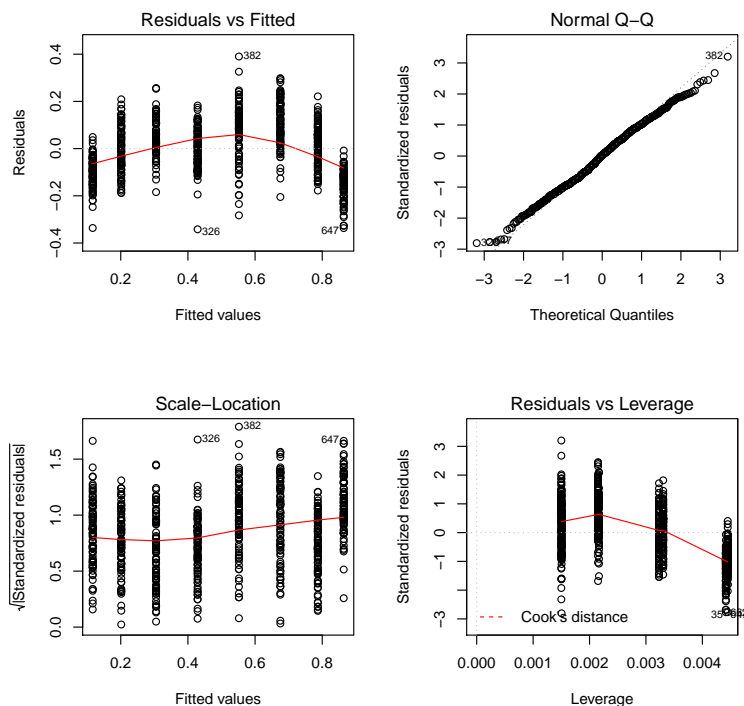 Residuals vs Fitted
Residuals
0.4
0.2
0.0
−0.2
−0.4
382
326
647
0.2 0.4 0.6 0.8
Fitted values
Normal Q−Q
Standardized residuals
3
2
1
0
−1
−2
−3
382
−3 −2 −1 0 1 2 3
Theoretical Quantiles
Scale−Location
√|Standardized residuals|
1.5
1.0
0.5
0.0
326
382
647
0.2 0.4 0.6 0.8
Fitted values
Residuals vs Leverage
Standardized residuals
3
2
1
0
−1
−3
Cook's distance
0.000 0.001 0.002 0.003 0.004
Leverage